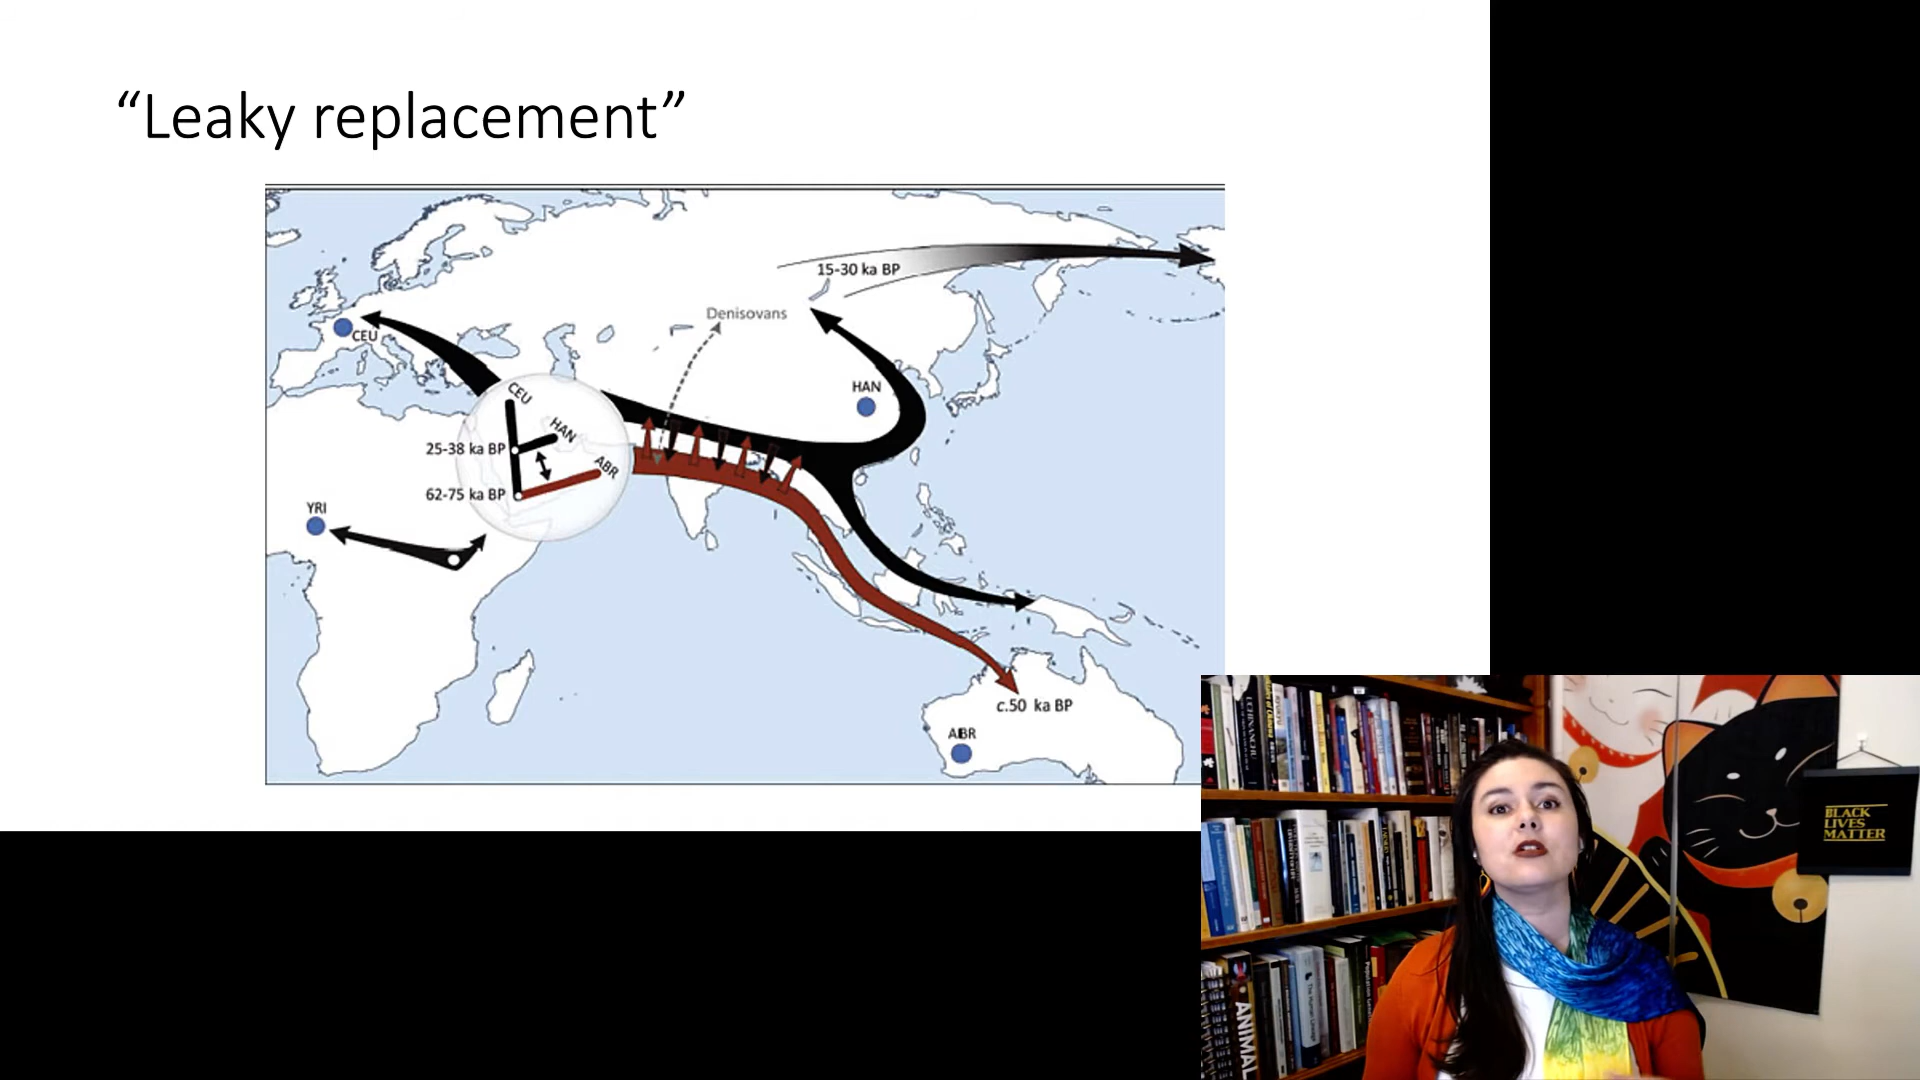 “Leaky replacement”
15-30 ka BP
Denisovans
CEU
HAN
CEU
HAN
25-38 ka BP
ABR
62-75 ka BP
YRI
c.50 ka BP
ABR
BLACK
LIVES
MATTER
ANIMAL